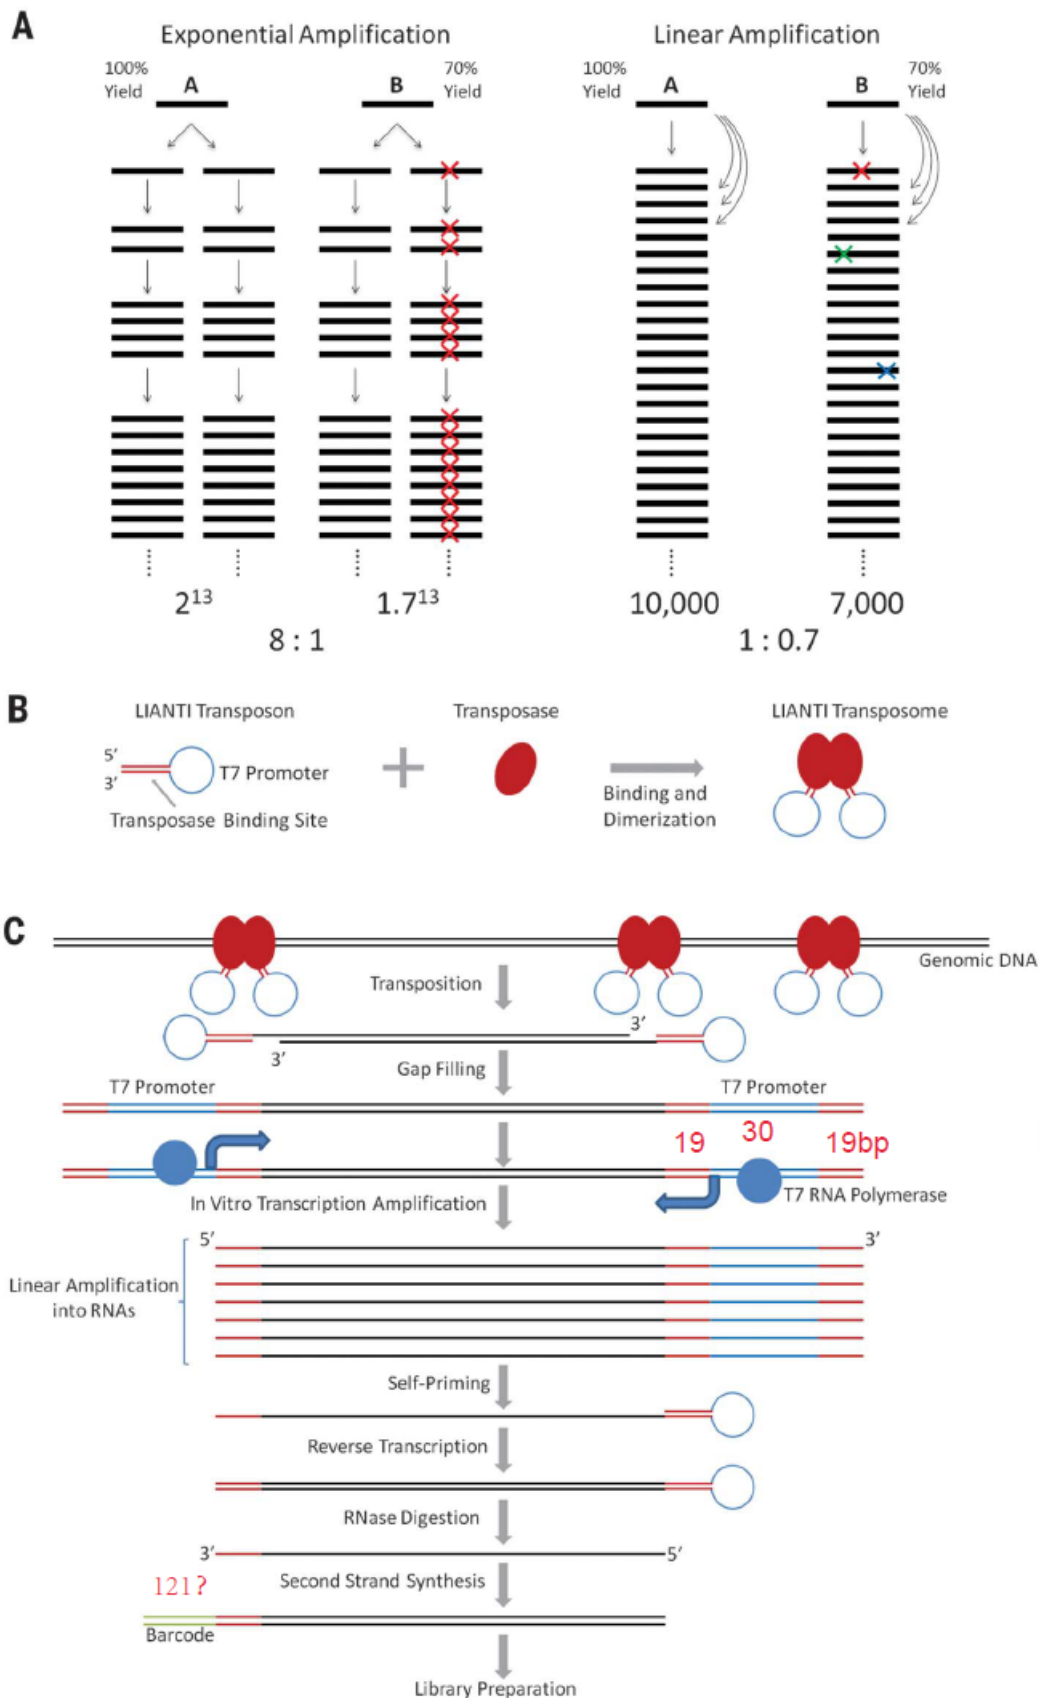 A
Exponential Amplification
Linear Amplification
100%
Yield
A
B
70%
Yield
100%
Yield
A
B
70%
Yield
2¹³
1.7¹³
10,000
7,000
8 : 1
1 : 0.7
B
LIANTI Transposon
Transposase
LIANTI Transposome
5′
3′
T7 Promoter
Transposase Binding Site
Binding and
Dimerization
C
Genomic DNA
Transposition
3′
3′
Gap Filling
T7 Promoter
T7 Promoter
19
30
19bp
T7 RNA Polymerase
In Vitro Transcription Amplification
5′
3′
Linear Amplification
into RNAs
Self-Priming
Reverse Transcription
RNase Digestion
3′
5′
Second Strand Synthesis
121?
Barcode
Library Preparation